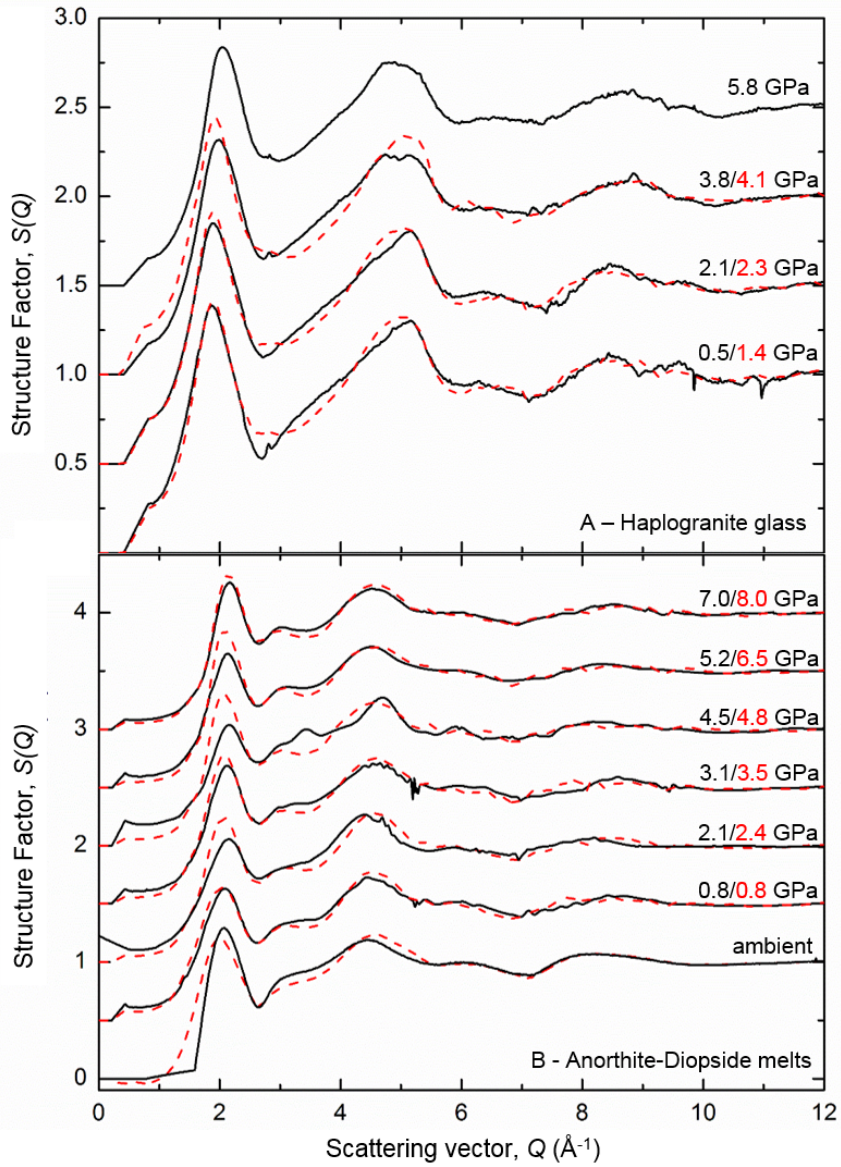 3.0
2.5
2.0
1.5
1.0
0.5
Structure Factor, S(Q)
5.8 GPa
3.8/4.1 GPa
2.1/2.3 GPa
0.5/1.4 GPa
A – Haplogranite glass
4
3
2
1
0
Structure Factor, S(Q)
7.0/8.0 GPa
5.2/6.5 GPa
4.5/4.8 GPa
3.1/3.5 GPa
2.1/2.4 GPa
0.8/0.8 GPa
ambient
B - Anorthite-Diopside melts
0 2 4 6 8 10 12
Scattering vector, Q (Å-1)